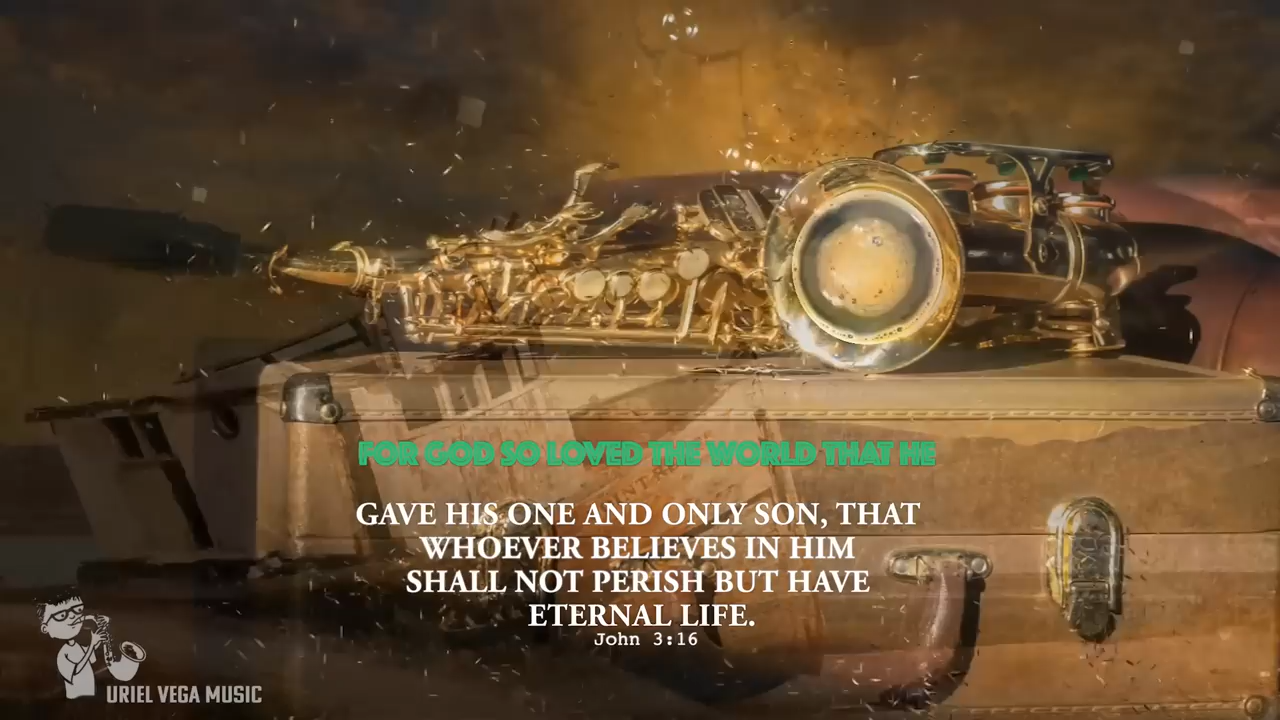 FOR GOD SO LOVED THE WORLD THAT HE
GAVE HIS ONE AND ONLY SON, THAT
WHOEVER BELIEVES IN HIM
SHALL NOT PERISH BUT HAVE
ETERNAL LIFE.
John 3:16
URIEL VEGA MUSIC